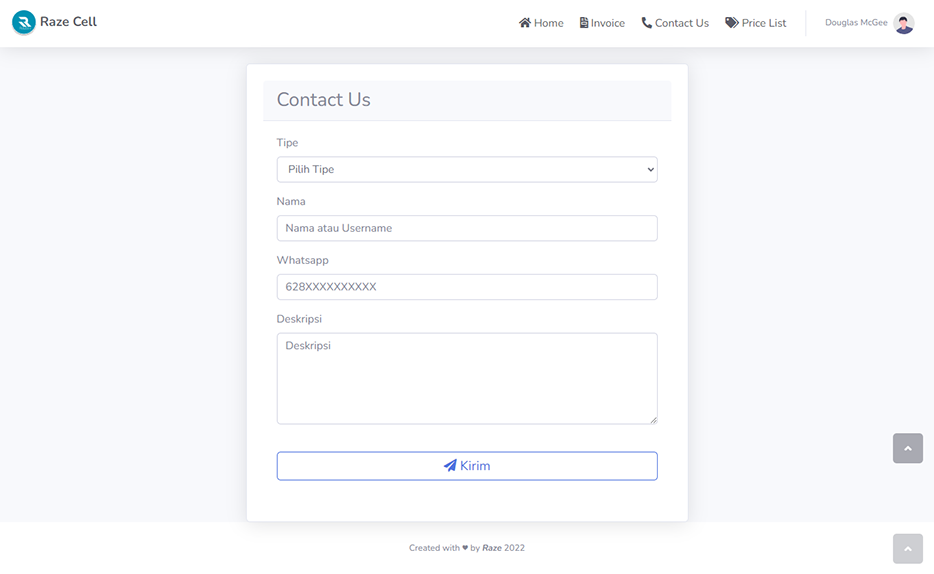 Raze Cell
Home
Invoice
Contact Us
Price List
Douglas McGee
Contact Us
Tipe
Pilih Tipe
Nama
Nama atau Username
Whatsapp
628XXXXXXXXXX
Deskripsi
Deskripsi
Kirim
Created with ♥ by Raze 2022